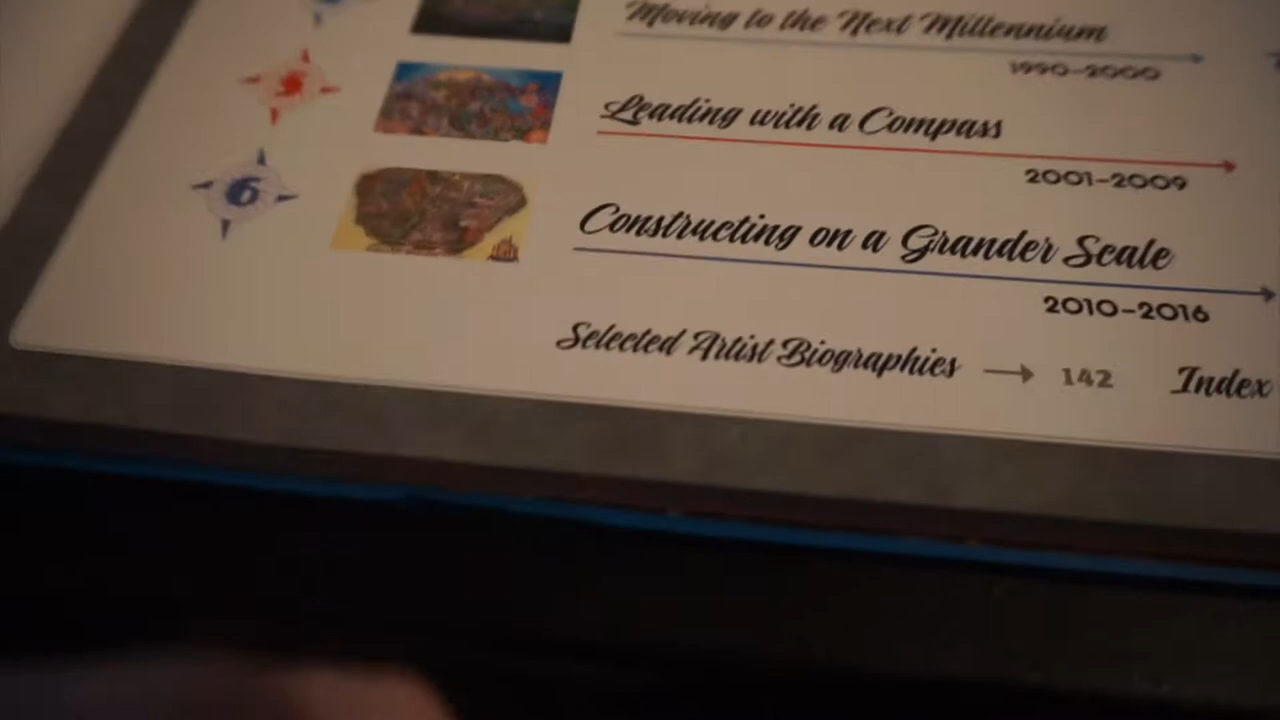 Moving to the Next Millennium
1990–2000
Leading with a Compass
2001–2009
6
Constructing on a Grander Scale
2010–2016
Selected Artist Biographies → 142 Index